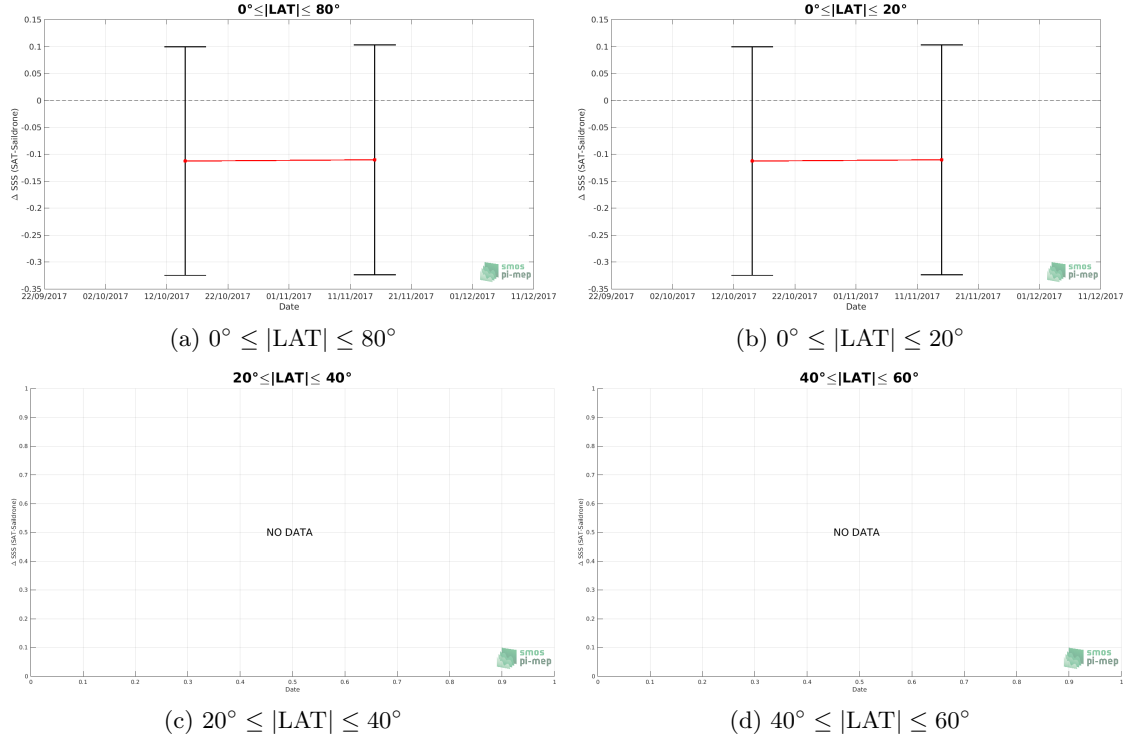 0°≤|LAT|≤ 80°
0.15
0.1
0.05
0
-0.05
-0.1
-0.15
-0.2
-0.25
-0.3
-0.35
Δ SSS (SAT-Saildrone)
22/09/2017 02/10/2017 12/10/2017 22/10/2017 01/11/2017 11/11/2017 21/11/2017 01/12/2017 11/12/2017
Date
smos
pi-mep
(a) 0° ≤ |LAT| ≤ 80°
0°≤|LAT|≤ 20°
0.15
0.1
0.05
0
-0.05
-0.1
-0.15
-0.2
-0.25
-0.3
-0.35
Δ SSS (SAT-Saildrone)
22/09/2017 02/10/2017 12/10/2017 22/10/2017 01/11/2017 11/11/2017 21/11/2017 01/12/2017 11/12/2017
Date
smos
pi-mep
(b) 0° ≤ |LAT| ≤ 20°
20°≤|LAT|≤ 40°
1
0.9
0.8
0.7
0.6
0.5
0.4
0.3
0.2
0.1
0
Δ SSS (SAT-Saildrone)
NO DATA
0 0.1 0.2 0.3 0.4 0.5 0.6 0.7 0.8 0.9 1
Date
smos
pi-mep
(c) 20° ≤ |LAT| ≤ 40°
40°≤|LAT|≤ 60°
1
0.9
0.8
0.7
0.6
0.5
0.4
0.3
0.2
0.1
0
Δ SSS (SAT-Saildrone)
NO DATA
0 0.1 0.2 0.3 0.4 0.5 0.6 0.7 0.8 0.9 1
Date
smos
pi-mep
(d) 40° ≤ |LAT| ≤ 60°